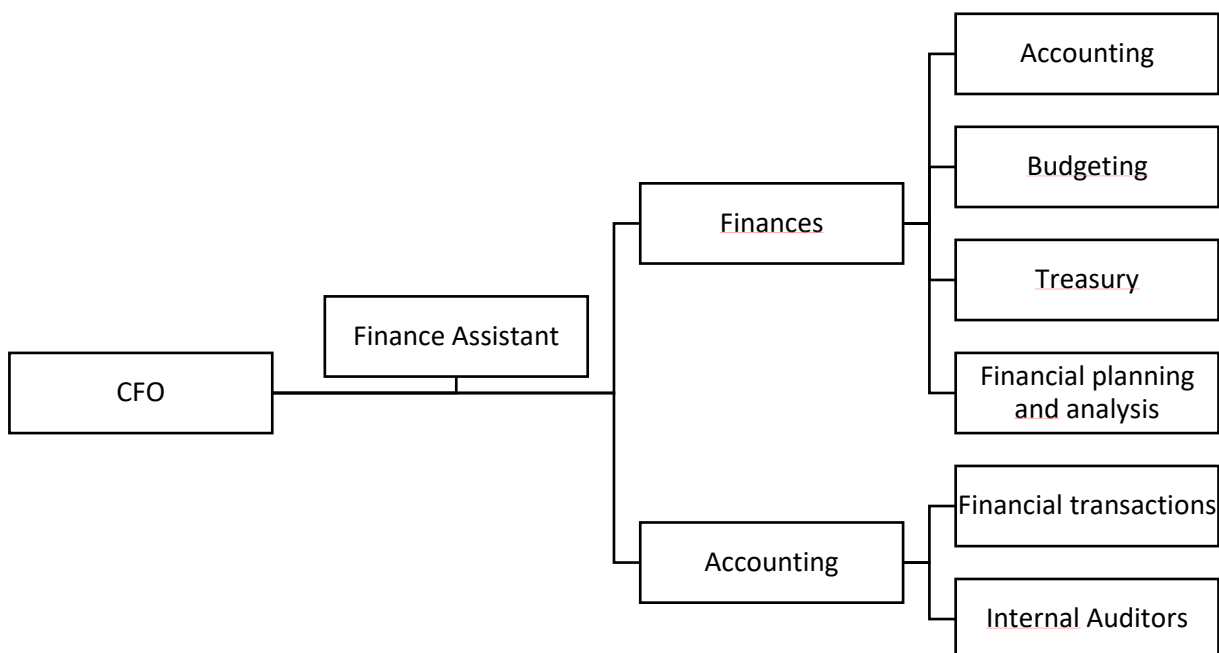 CFO
Finance Assistant
Finances
Accounting
Budgeting
Treasury
Financial planning
and analysis
Accounting
Financial transactions
Internal Auditors